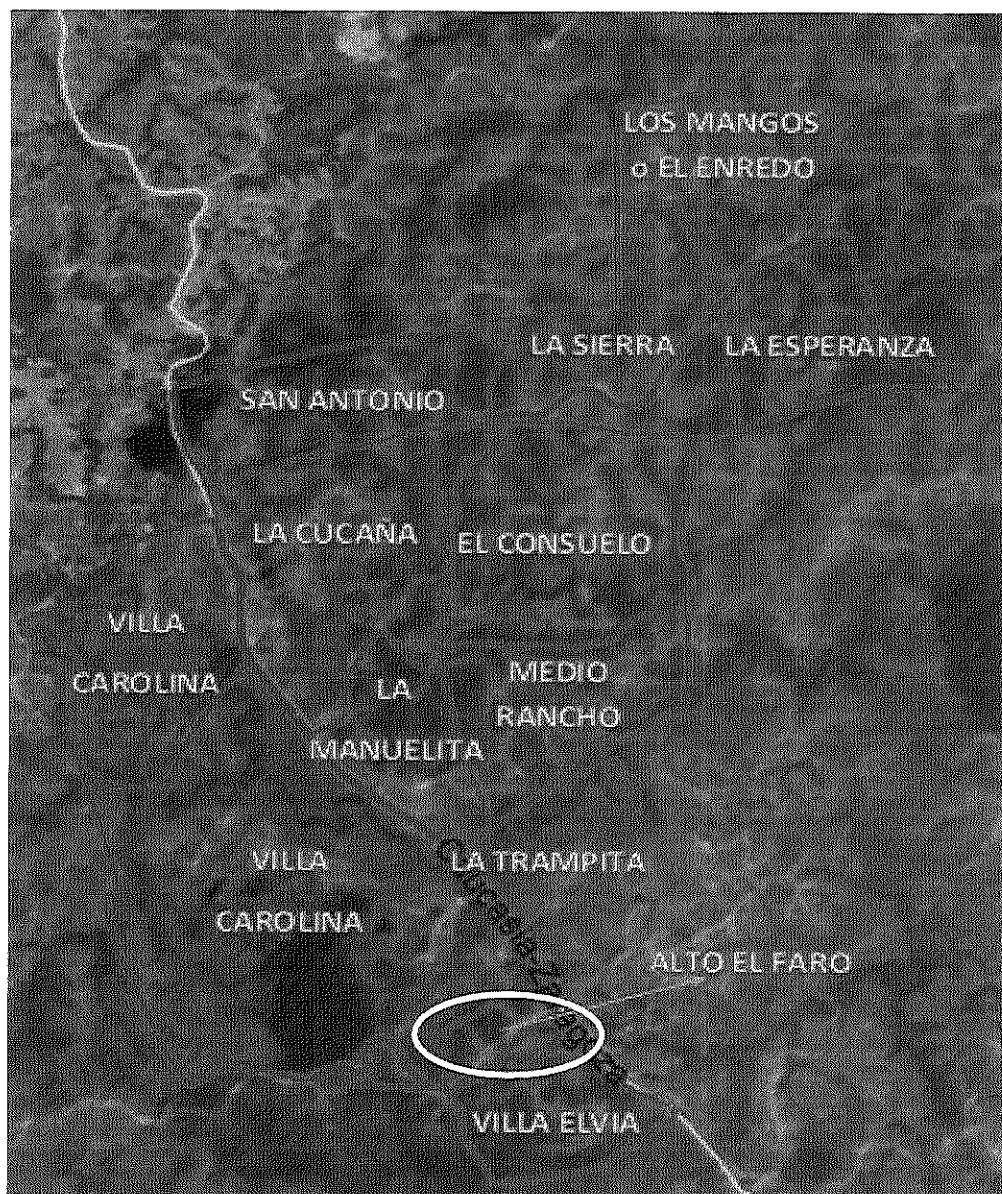 LOS MANGOS
o EL ENREDO
LA SIERRA
LA ESPERANZA
SAN ANTONIO
LA CUCAÑA
EL CONSUELO
VILLA
CAROLINA
LA
MANUELITA
MEDIO
RANCHO
VILLA
CAROLINA
LA TRAMPITA
ALTO EL FARO
VILLA ELVIA